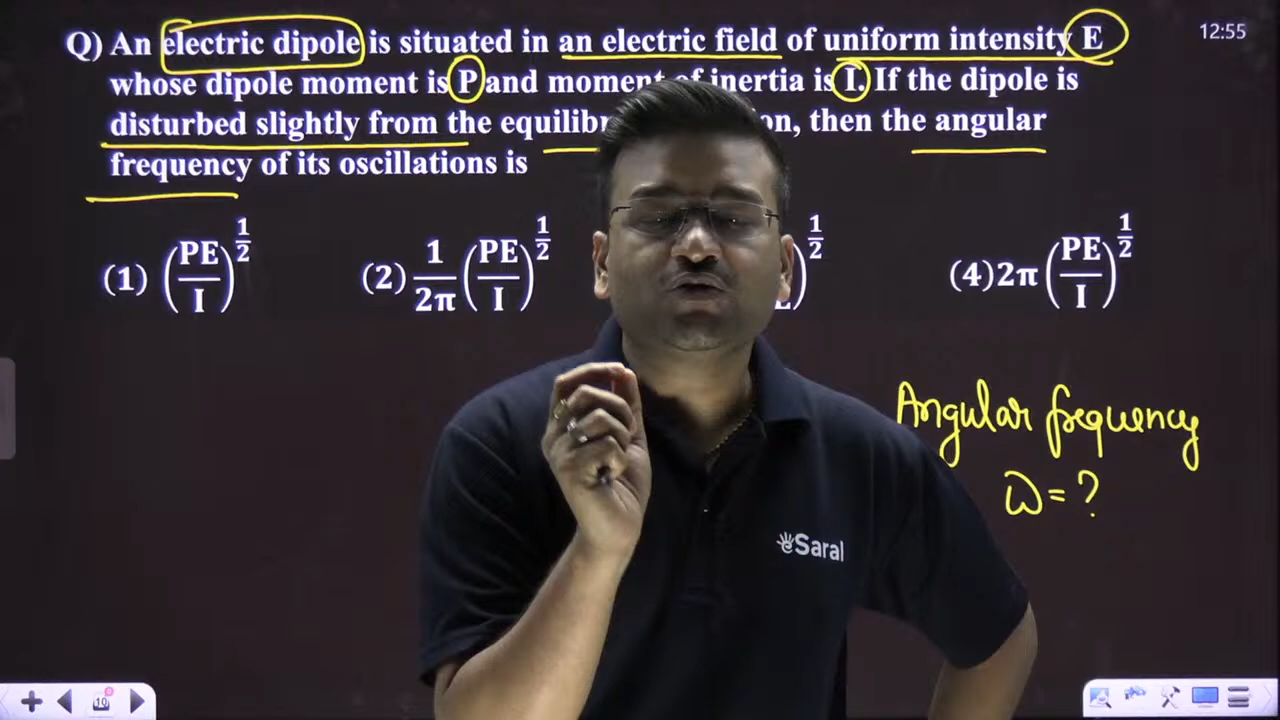 Q) An electric dipole is situated in an electric field of uniform intensity E
12:55
whose dipole moment is P and moment of inertia is I. If the dipole is
disturbed slightly from the then the angular
frequency of its oscillations is
(1) (PE/I)^1/2 (2) 1/2π (PE/I)^1/2 )^1/2 (4) 2π (PE/I)^1/2
Angular frequency
ω = ?
eSaral
10